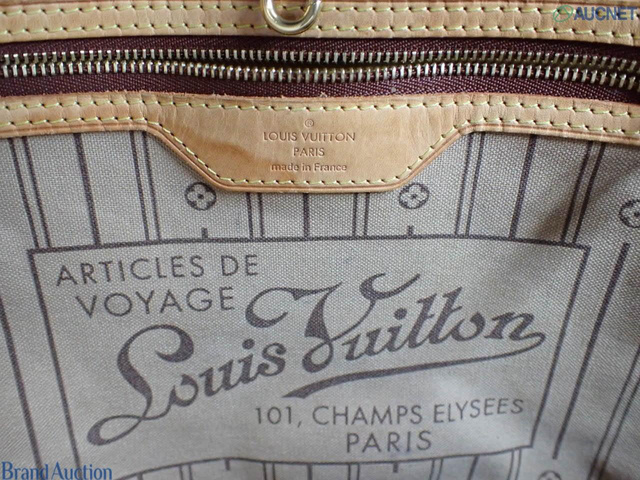 AUCNET
LOUIS VUITTON
PARIS
made in France
ARTICLES DE
VOYAGE
Louis Vuitton
101, CHAMPS ELYSEES
PARIS
Brand Auction